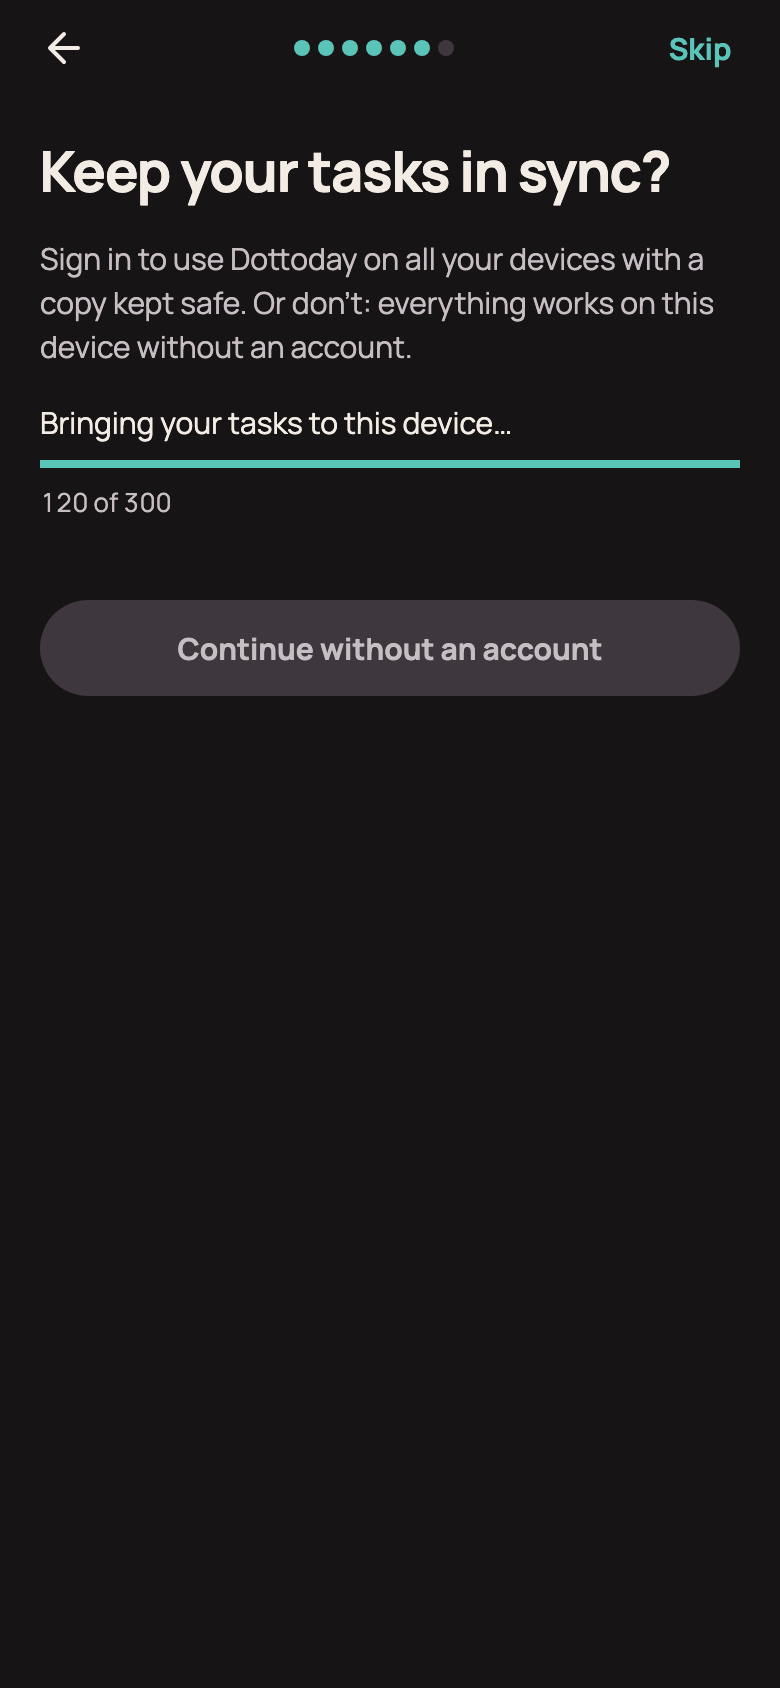 Skip
Keep your tasks in sync?
Sign in to use Dottoday on all your devices with a
copy kept safe. Or don’t: everything works on this
device without an account.
Bringing your tasks to this device…
120 of 300
Continue without an account